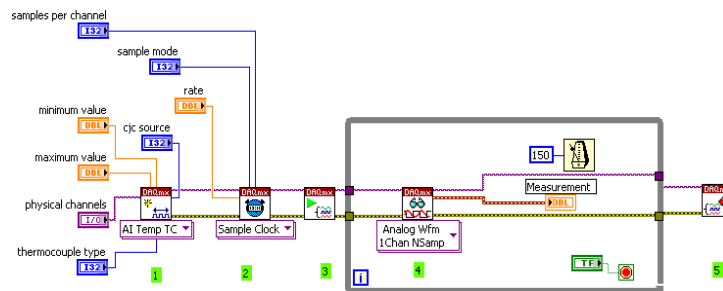 samples per channel
I32
sample mode
I32
rate
DBL
minimum value
DBL
cjc source
I32
maximum value
DBL
physical channels
I/O
thermocouple type
I32
DAQmx
AI Temp TC
1
DAQmx
Sample Clock
2
DAQmx
3
DAQmx
Analog Wfm
1Chan NSamp
4
150
Measurement
DBL
TF
i
DAQmx
5